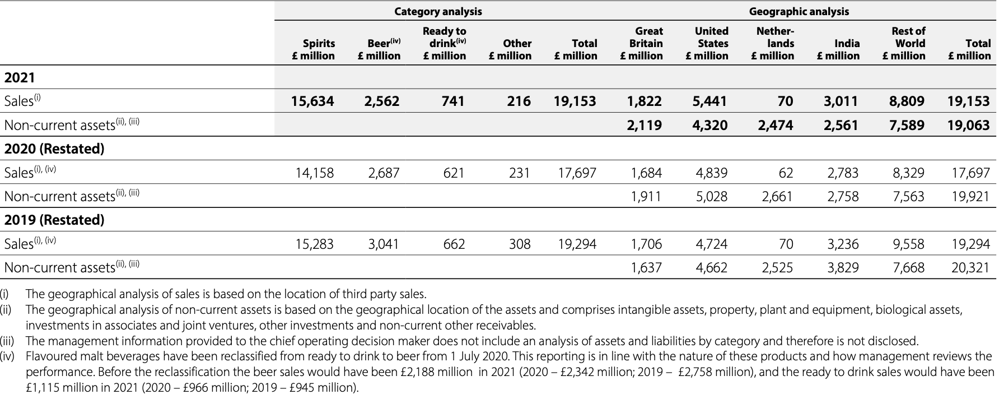 Category analysis Geographic analysis
Spirits £ million Beer(iv) £ million Ready to drink(iv) £ million Other £ million Total £ million Great Britain £ million United States £ million Nether-lands £ million India £ million Rest of World £ million Total £ million
2021
Sales(i) 15,634 2,562 741 216 19,153 1,822 5,441 70 3,011 8,809 19,153
Non-current assets(ii), (iii) 2,119 4,320 2,474 2,561 7,589 19,063
2020 (Restated)
Sales(i), (iv) 14,158 2,687 621 231 17,697 1,684 4,839 62 2,783 8,329 17,697
Non-current assets(ii), (iii) 1,911 5,028 2,661 2,758 7,563 19,921
2019 (Restated)
Sales(i), (iv) 15,283 3,041 662 308 19,294 1,706 4,724 70 3,236 9,558 19,294
Non-current assets(ii), (iii) 1,637 4,662 2,525 3,829 7,668 20,321
(i) The geographical analysis of sales is based on the location of third party sales.
(ii) The geographical analysis of non-current assets is based on the geographical location of the assets and comprises intangible assets, property, plant and equipment, biological assets,
investments in associates and joint ventures, other investments and non-current other receivables.
(iii) The management information provided to the chief operating decision maker does not include an analysis of assets and liabilities by category and therefore is not disclosed.
(iv) Flavoured malt beverages have been reclassified from ready to drink to beer from 1 July 2020. This reporting is in line with the nature of these products and how management reviews the
performance. Before the reclassification the beer sales would have been £2,188 million in 2021 (2020 – £2,342 million; 2019 – £2,758 million), and the ready to drink sales would have been
£1,115 million in 2021 (2020 – £966 million; 2019 – £945 million).